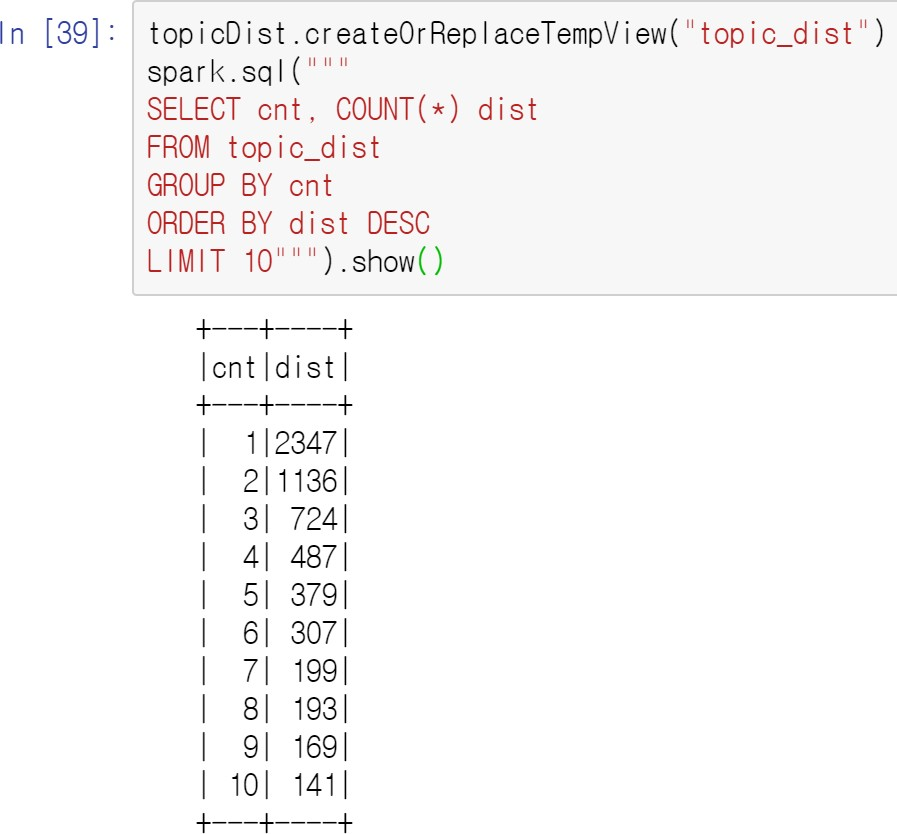 In [39]:
topicDist.createOrReplaceTempView("topic_dist")
spark.sql("""
SELECT cnt, COUNT(*) dist
FROM topic_dist
GROUP BY cnt
ORDER BY dist DESC
LIMIT 10""").show()
+---+----+
|cnt|dist|
+---+----+
|  1|2347|
|  2|1136|
|  3| 724|
|  4| 487|
|  5| 379|
|  6| 307|
|  7| 199|
|  8| 193|
|  9| 169|
| 10| 141|
+---+----+